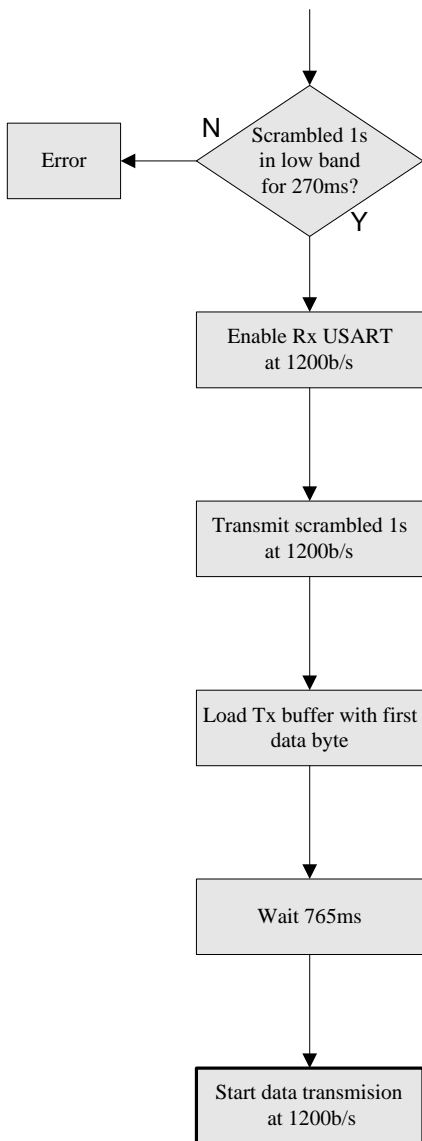 N
Scrambled 1s
in low band
for 270ms?
Error
Y
Enable Rx USART
at 1200b/s
Transmit scrambled 1s
at 1200b/s
Load Tx buffer with first
data byte
Wait 765ms
Start data transmision
at 1200b/s